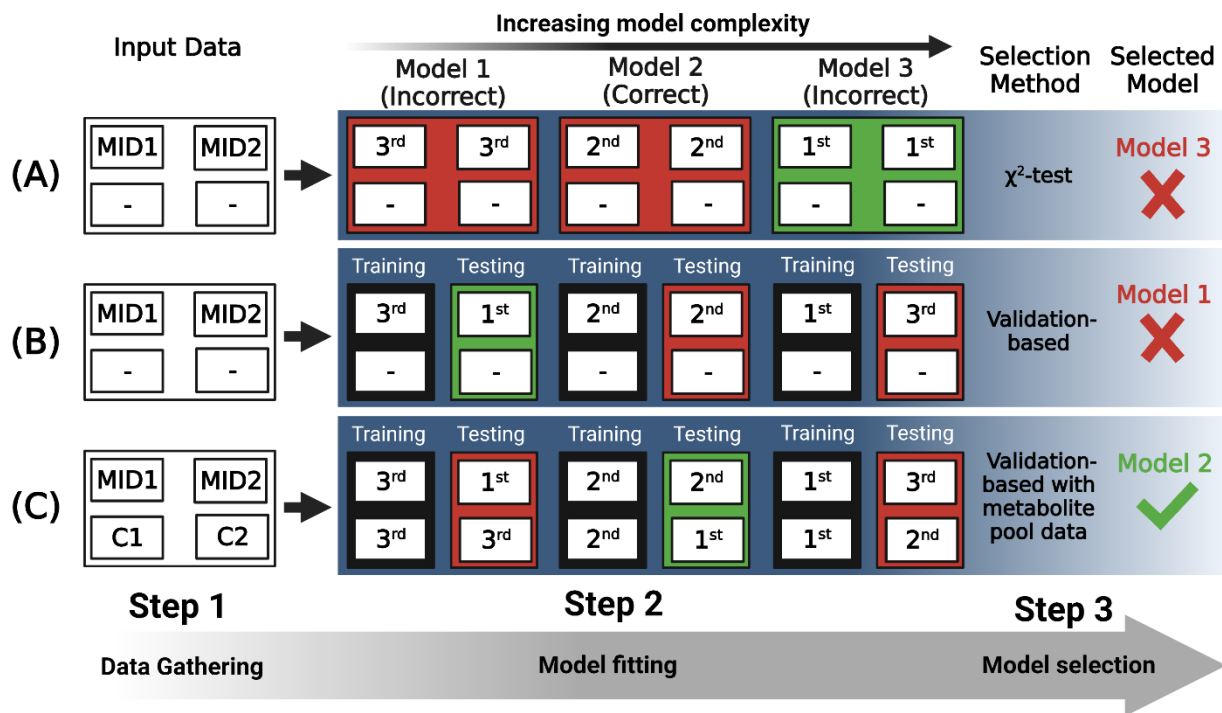 Increasing model complexity
Input Data
Model 1
(Incorrect)
Model 2
(Correct)
Model 3
(Incorrect)
Selection
Method
Selected
Model
(A)
MID1 MID2
- -
3rd 3rd 2nd 2nd 1st 1st
- - - - - -
χ²-test
Model 3
(B)
MID1 MID2
- -
Training Testing Training Testing Training Testing
3rd 1st 2nd 2nd 1st 3rd
- - - - - -
Validation-
based
Model 1
(C)
MID1 MID2
C1 C2
Training Testing Training Testing Training Testing
3rd 1st 2nd 2nd 1st 3rd
3rd 3rd 2nd 1st 1st 2nd
Validation-
based with
metabolite
pool data
Model 2
Step 1 Step 2 Step 3
Data Gathering Model fitting Model selection